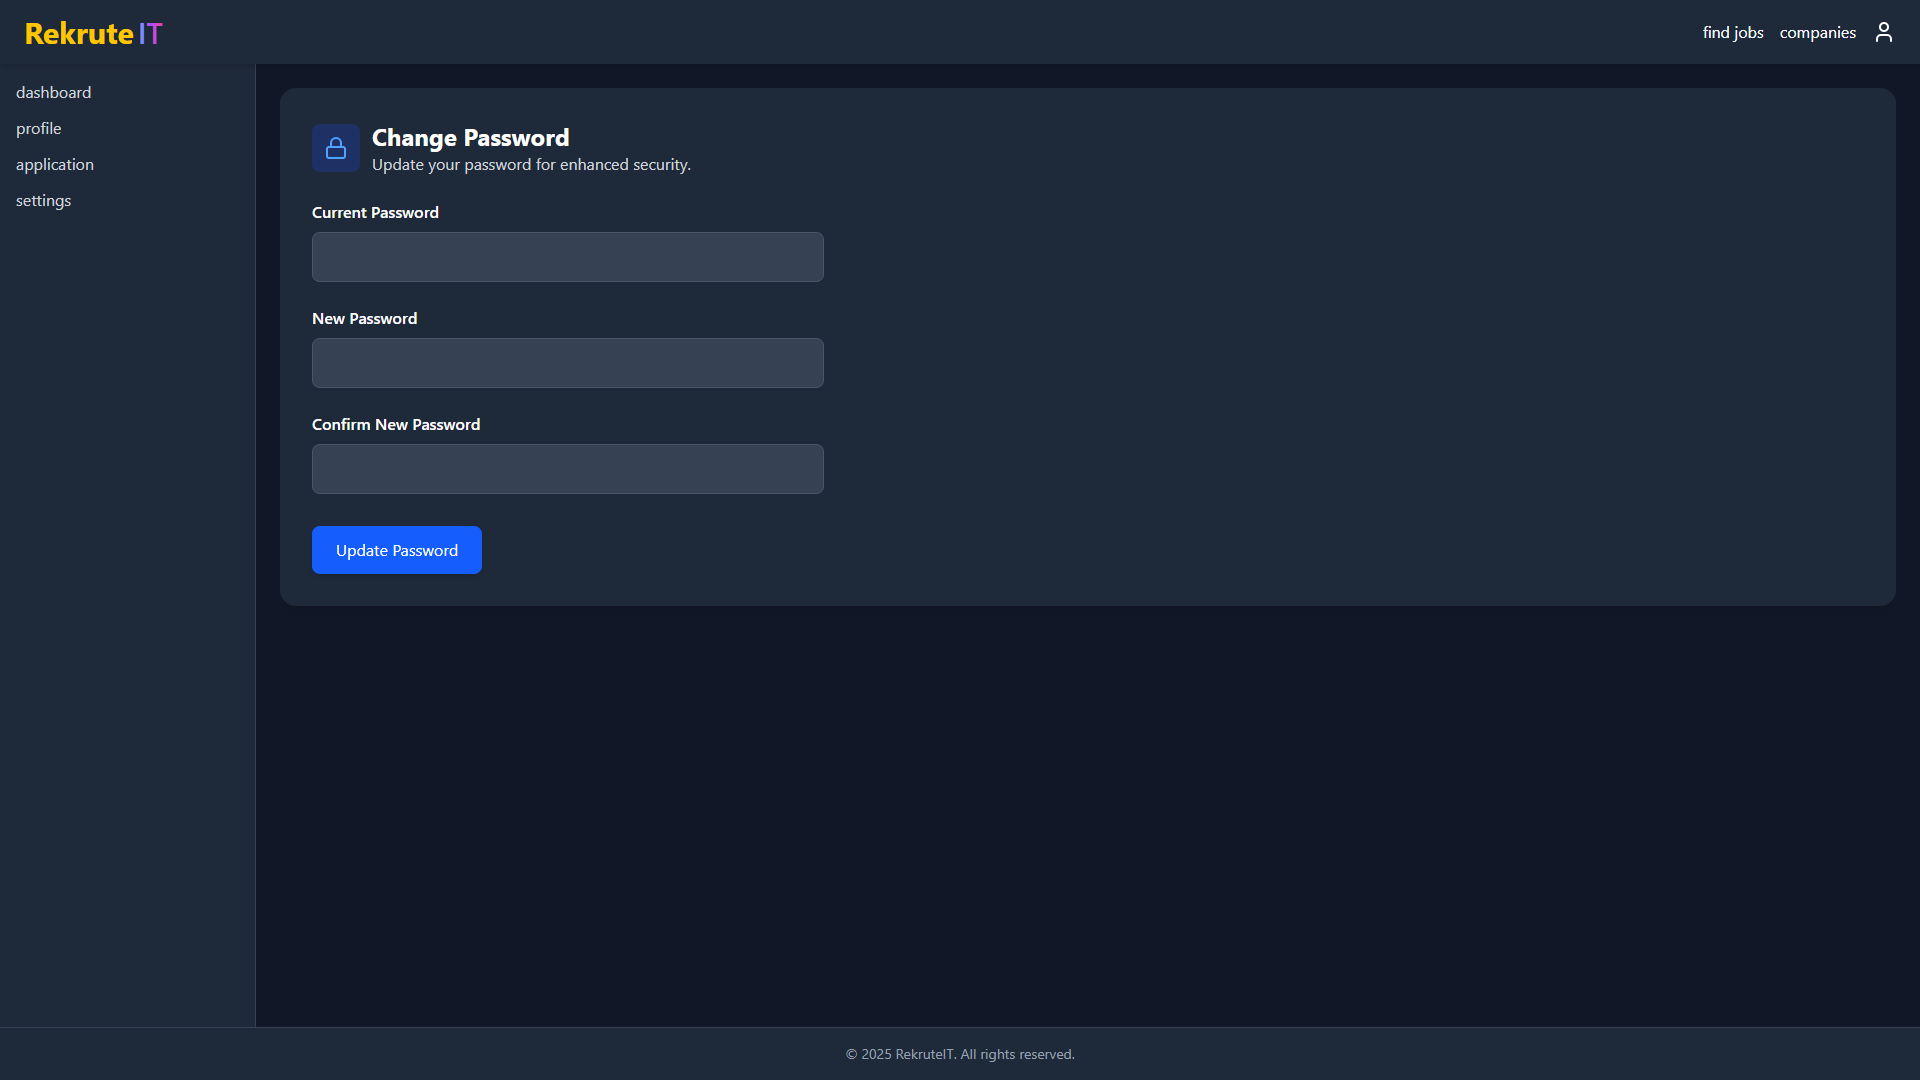 Rekrute IT
find jobs
companies
dashboard
profile
application
settings
Change Password
Update your password for enhanced security.
Current Password
New Password
Confirm New Password
Update Password
© 2025 RekruteIT. All rights reserved.